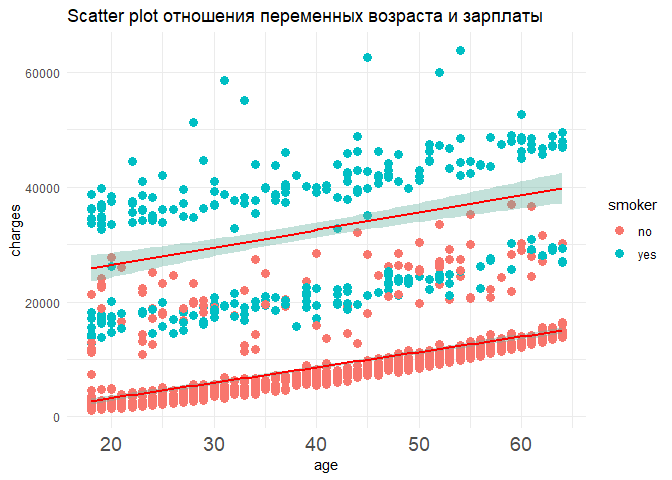 Scatter plot отношения переменных возраста и зарплаты
60000
40000
20000
0
charges
20 30 40 50 60
age
smoker
no
yes